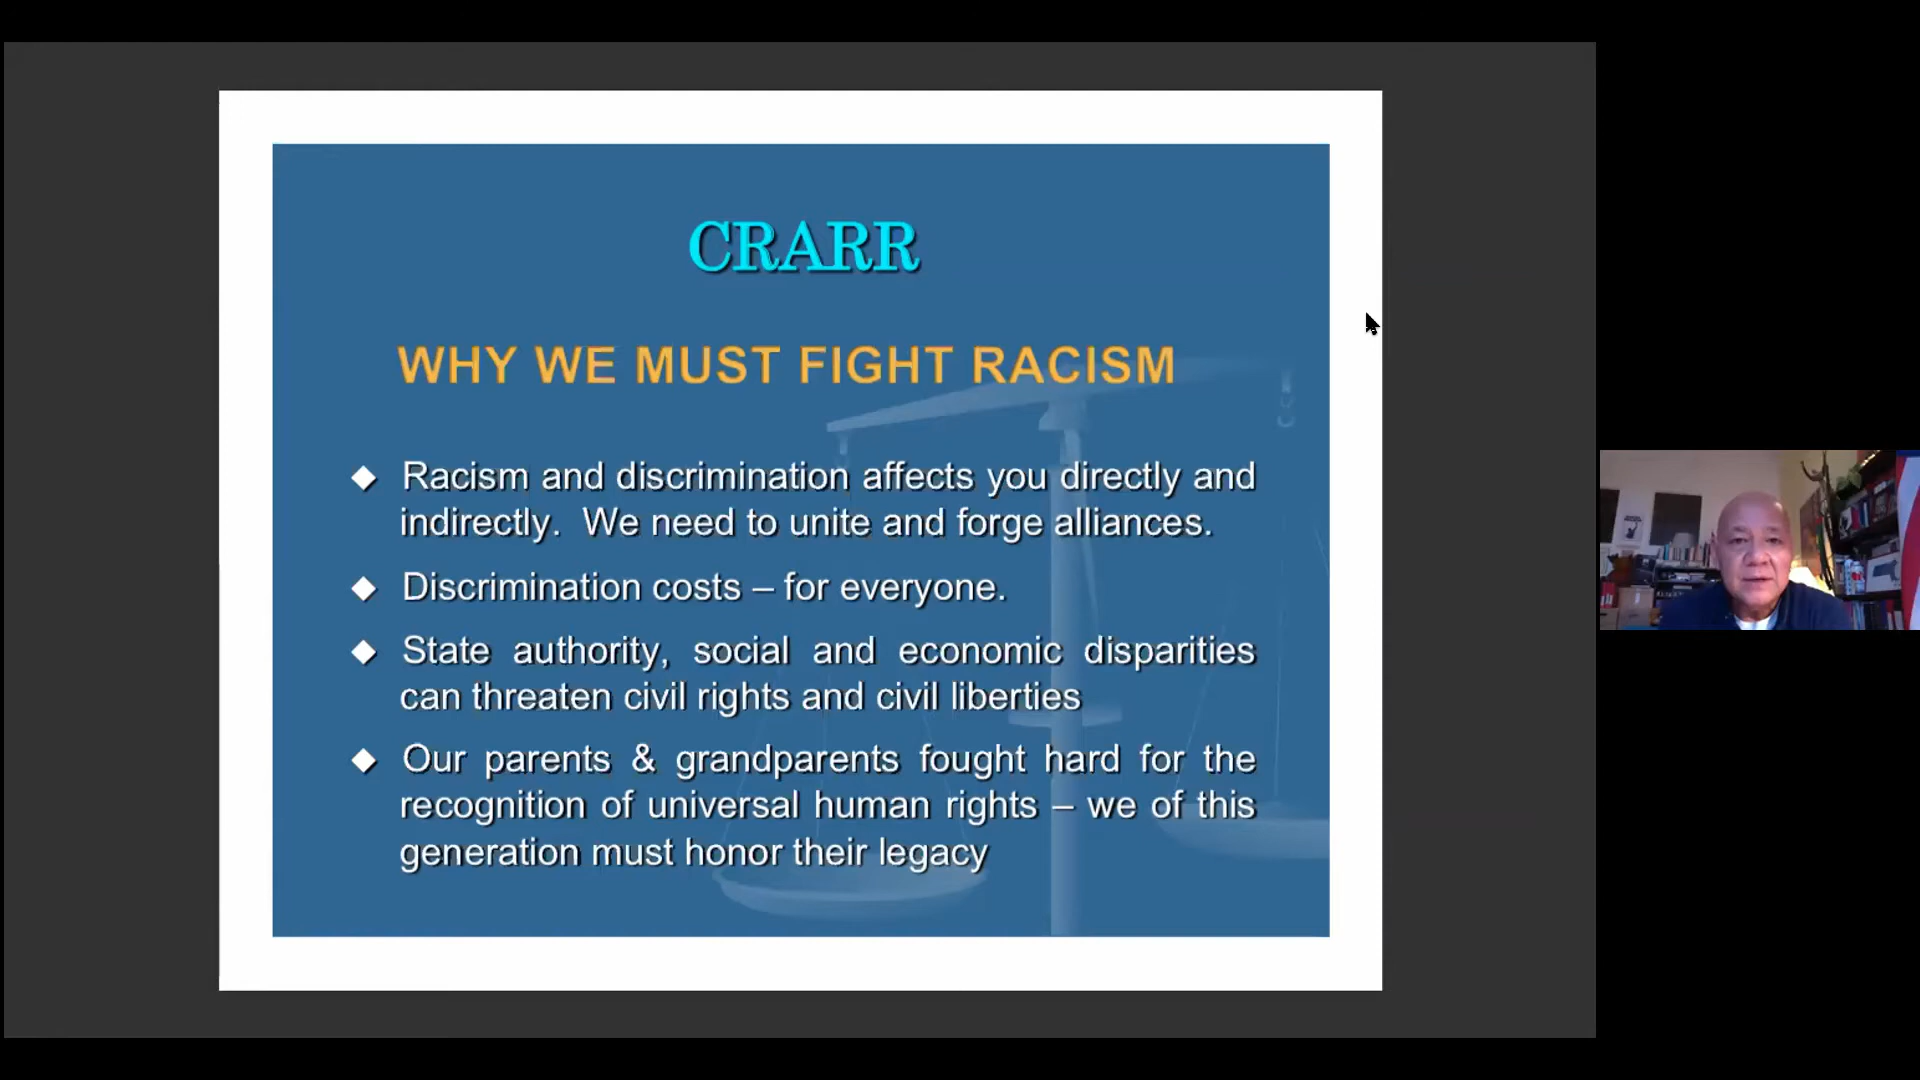 CRARR
WHY WE MUST FIGHT RACISM
◆ Racism and discrimination affects you directly and
indirectly. We need to unite and forge alliances.
◆ Discrimination costs – for everyone.
◆ State authority, social and economic disparities
can threaten civil rights and civil liberties
◆ Our parents & grandparents fought hard for the
recognition of universal human rights – we of this
generation must honor their legacy